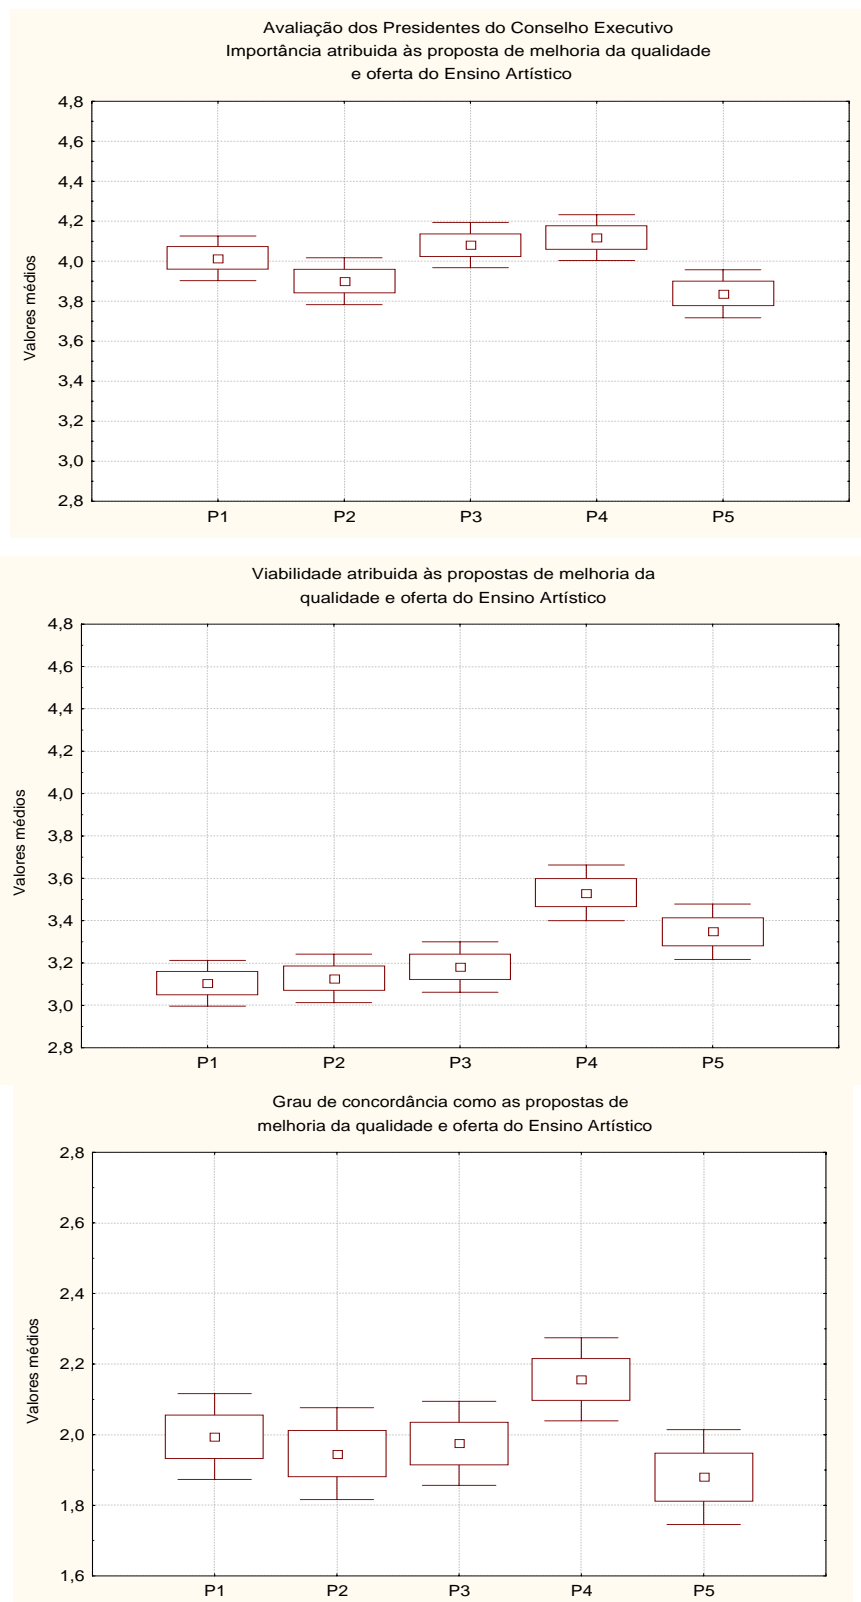 Avaliação dos Presidentes do Conselho Executivo
Importância atribuida às proposta de melhoria da qualidade
e oferta do Ensino Artístico
Valores médios
4,8
4,6
4,4
4,2
4,0
3,8
3,6
3,4
3,2
3,0
2,8
P1 P2 P3 P4 P5
Viabilidade atribuida às propostas de melhoria da
qualidade e oferta do Ensino Artístico
Valores médios
4,8
4,6
4,4
4,2
4,0
3,8
3,6
3,4
3,2
3,0
2,8
P1 P2 P3 P4 P5
Grau de concordância como as propostas de
melhoria da qualidade e oferta do Ensino Artístico
Valores médios
2,8
2,6
2,4
2,2
2,0
1,8
1,6
P1 P2 P3 P4 P5